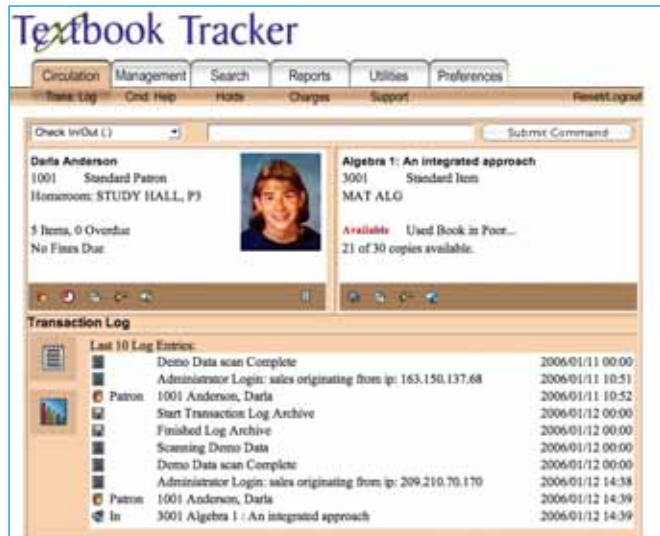 Textbook Tracker
Circulation Management Search Reports Utilities Preferences
Trans. Log Cmd. Help Holds Charges Support Reset/Logout
Check In/Out (.) Submit Command
Darla Anderson
1001 Standard Patron
Homeroom: STUDY HALL, P3
5 Items, 0 Overdue
No Fines Due
Algebra 1: An integrated approach
3001 Standard Item
MAT ALG
Available Used Book in Poor...
21 of 30 copies available.
Transaction Log
Last 10 Log Entries:
Demo Data scan Complete 2006/01/11 00:00
Administrator Login: sales originating from ip: 163.150.137.68 2006/01/11 10:51
Patron 1001 Anderson, Darla 2006/01/11 10:52
Start Transaction Log Archive 2006/01/12 00:00
Finished Log Archive 2006/01/12 00:00
Scanning Demo Data 2006/01/12 00:00
Demo Data scan Complete 2006/01/12 00:00
Administrator Login: sales originating from ip: 209.210.70.170 2006/01/12 14:38
Patron 1001 Anderson, Darla 2006/01/12 14:39
In 3001 Algebra 1 : An integrated approach 2006/01/12 14:39